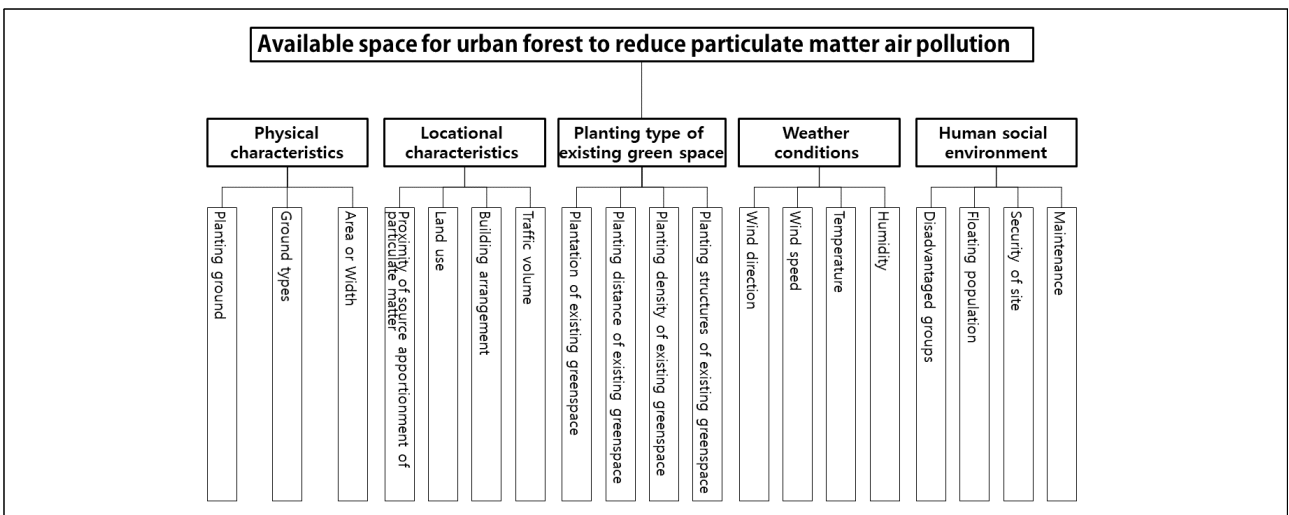 Available space for urban forest to reduce particulate matter air pollution
Physical
characteristics
Locational
characteristics
Planting type of
existing green space
Weather
conditions
Human social
environment
Planting ground
Ground types
Area or Width
Proximity of source apportionment of
particulate matter
Land use
Building arrangement
Traffic volume
Plantation of existing greenspace
Planting distance of existing greenspace
Planting density of existing greenspace
Planting structures of existing greenspace
Wind direction
Wind speed
Temperature
Humidity
Disadvantaged groups
Floating population
Security of site
Maintenance